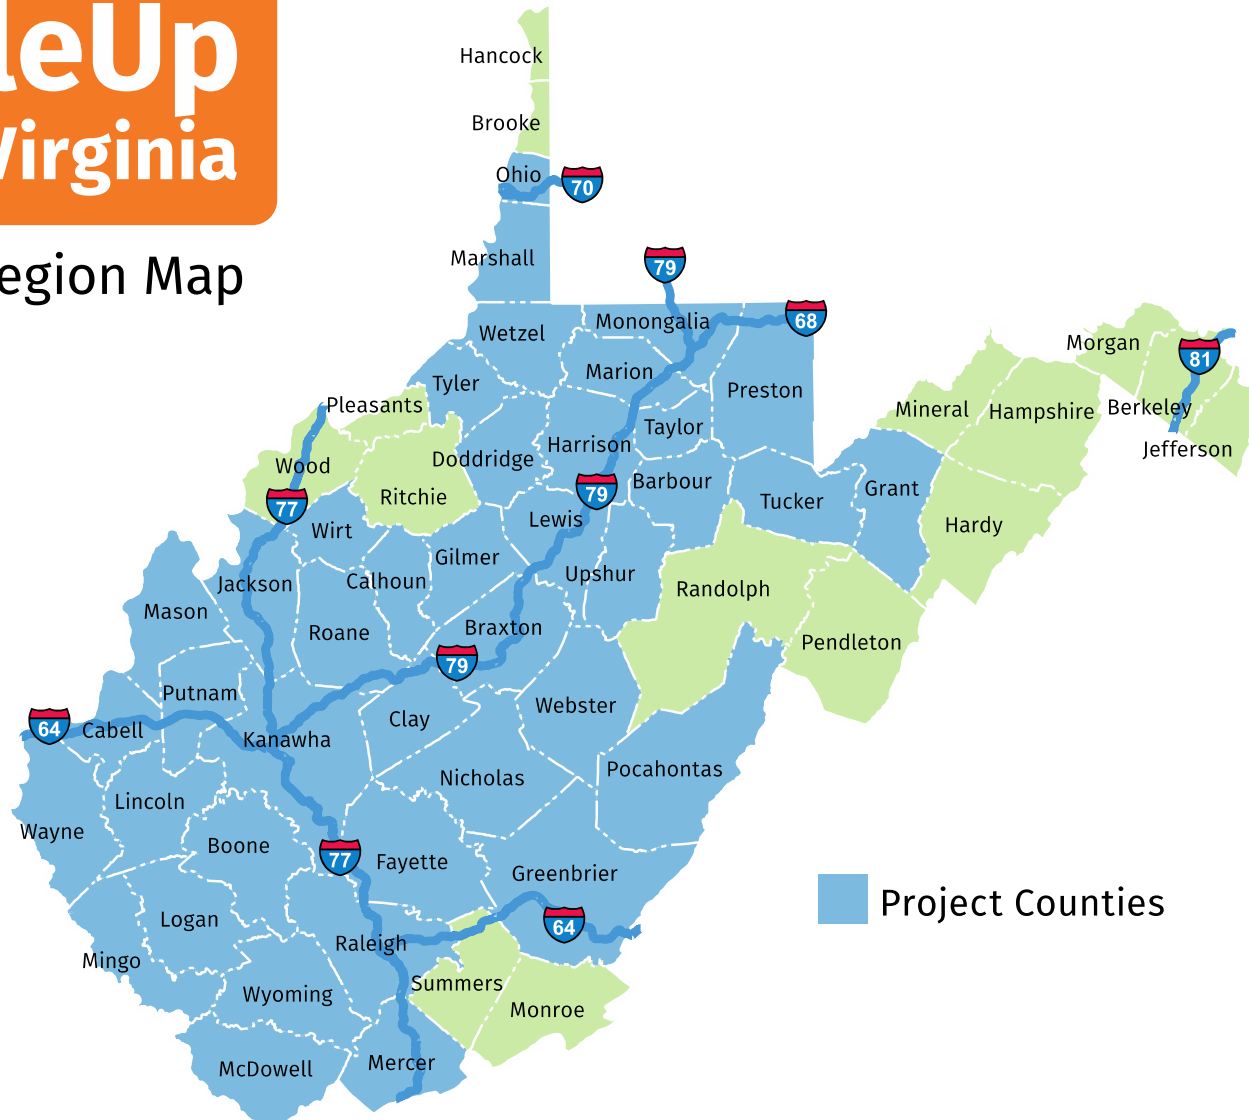 leUp
Virginia
egion Map
Hancock
Brooke
Ohio
70
Marshall
79
Wetzel
Monongalia
68
Morgan
81
Marion
Tyler
Preston
Pleasants
Mineral
Hampshire
Berkeley
Taylor
Harrison
Jefferson
Doddridge
Wood
Barbour
Grant
Ritchie
79
Tucker
77
Lewis
Hardy
Wirt
Gilmer
Upshur
Jackson
Calhoun
Randolph
Mason
Braxton
Roane
Pendleton
79
Putnam
Webster
Clay
64
Cabell
Kanawha
Pocahontas
Nicholas
Lincoln
Wayne
Boone
77
Fayette
Greenbrier
Project Counties
Logan
64
Raleigh
Mingo
Summers
Wyoming
Monroe
Mercer
McDowell